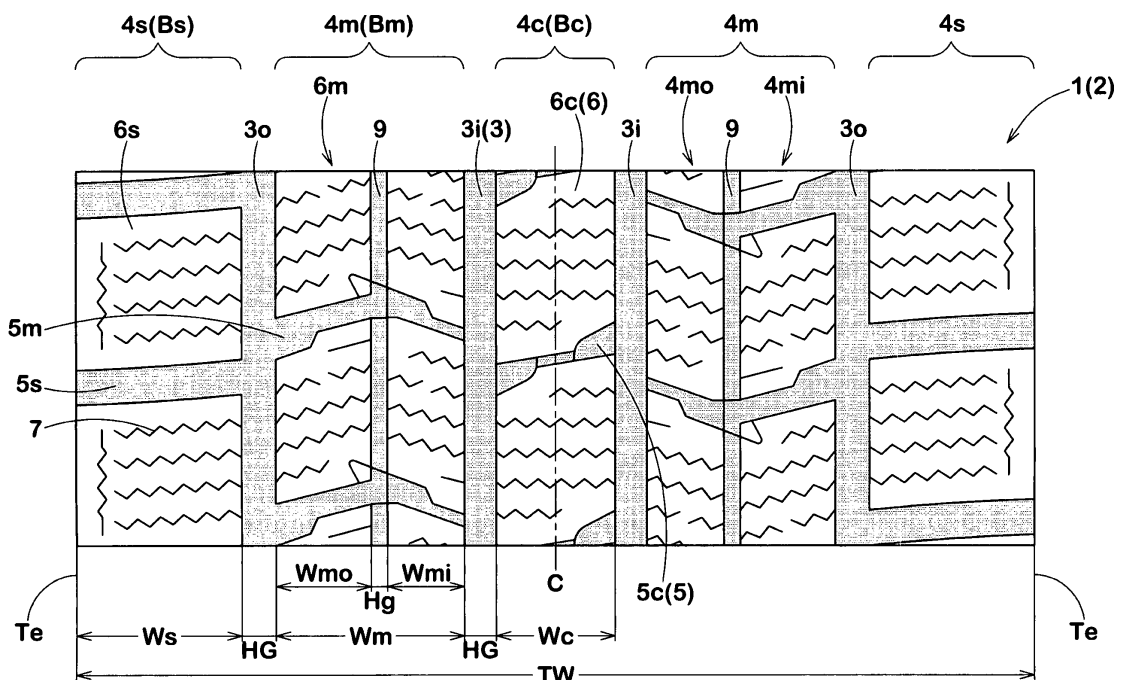 4s(Bs) 4m(Bm) 4c(Bc) 4m 4s
6m 6c(6) 4mo 4mi 1(2)
6s 3o 9 3i(3) 3i 9 3o
5m
5s
7
Wmo Wmi C 5c(5)
Hg
Te Ws Wm Wc Te
HG HG
TW